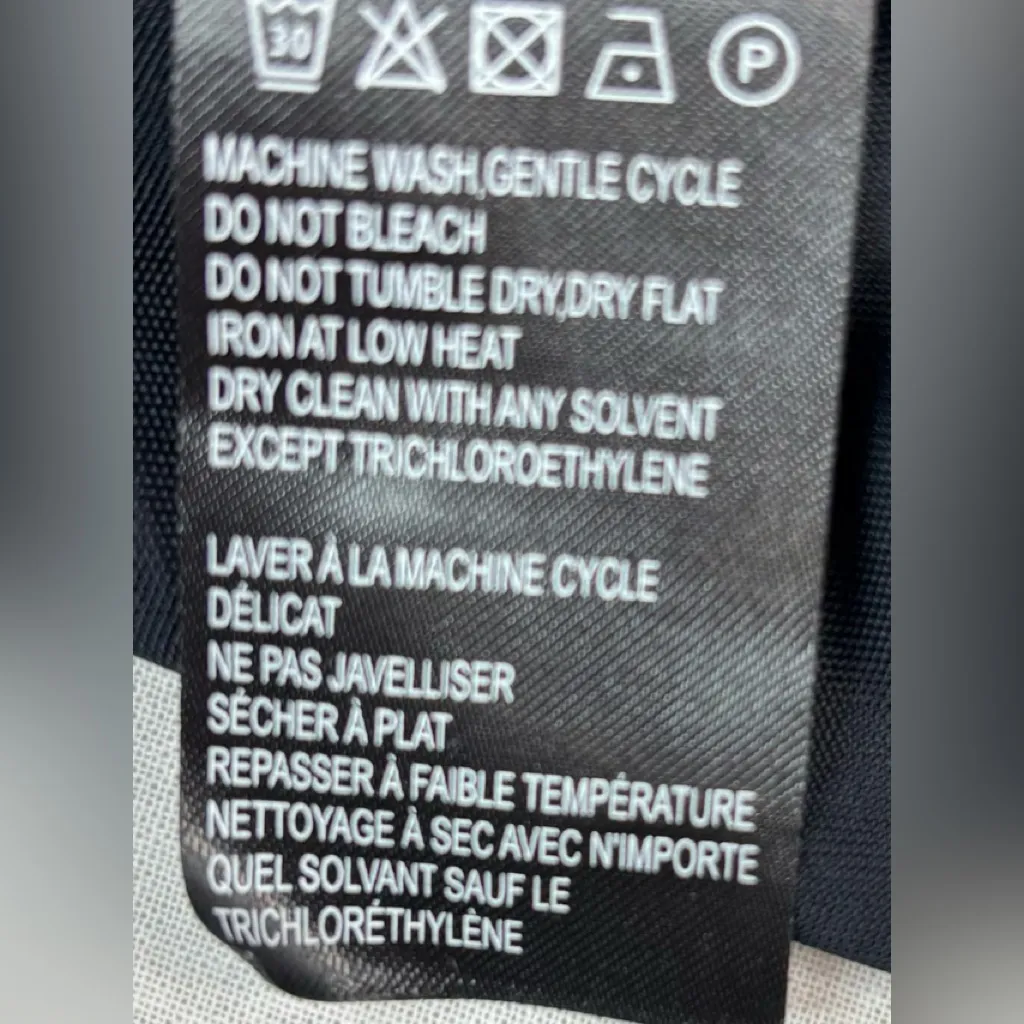 30 P
MACHINE WASH,GENTLE CYCLE
DO NOT BLEACH
DO NOT TUMBLE DRY,DRY FLAT
IRON AT LOW HEAT
DRY CLEAN WITH ANY SOLVENT
EXCEPT TRICHLOROETHYLENE
LAVER À LA MACHINE CYCLE
DÉLICAT
NE PAS JAVELLISER
SÉCHER À PLAT
REPASSER À FAIBLE TEMPÉRATURE
NETTOYAGE À SEC AVEC N'IMPORTE
QUEL SOLVANT SAUF LE
TRICHLORÉTHYLÈNE